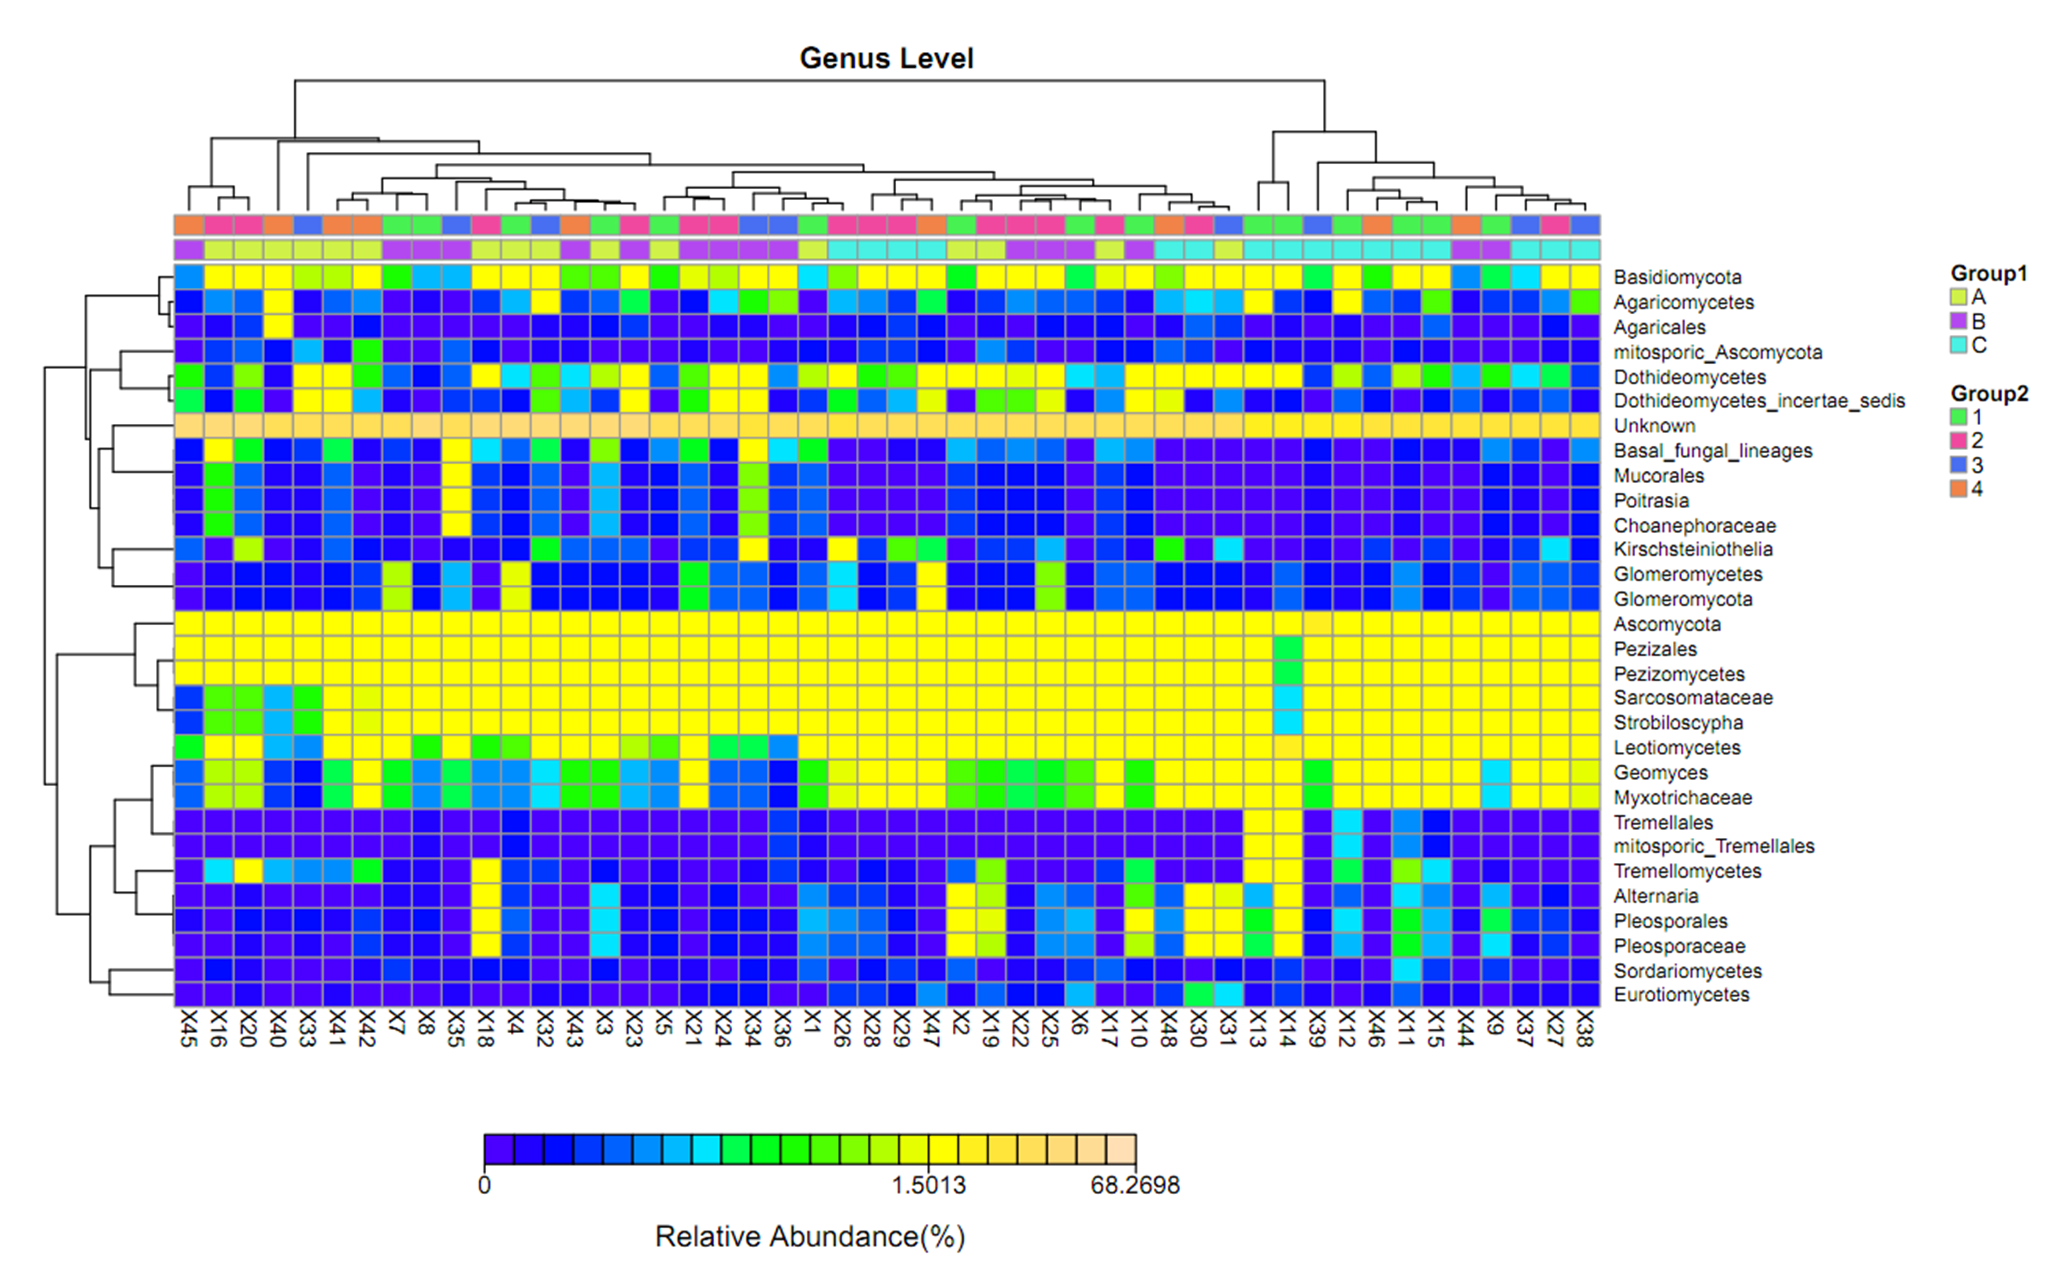 Genus Level
Basidiomycota
Agaricomycetes
Agaricales
mitosporic_Ascomycota
Dothideomycetes
Dothideomycetes_incertae_sedis
Unknown
Basal_fungal_lineages
Mucorales
Poitrasia
Choanephoraceae
Kirschsteiniothelia
Glomeromycetes
Glomeromycota
Ascomycota
Pezizales
Pezizomycetes
Sarcosomataceae
Strobiloscypha
Leotiomycetes
Geomyces
Myxotrichaceae
Tremellales
mitosporic_Tremellales
Tremellomycetes
Alternaria
Pleosporales
Pleosporaceae
Sordariomycetes
Eurotiomycetes
Group1
A
B
C
Group2
1
2
3
4
X45 X16 X20 X40 X33 X41 X42 X7 X8 X35 X18 X4 X32 X43 X3 X23 X5 X21 X24 X34 X36 X1 X26 X28 X29 X47 X2 X19 X22 X25 X6 X17 X10 X48 X30 X31 X13 X14 X39 X12 X46 X11 X15 X44 X9 X37 X27 X38
0 1.5013 68.2698
Relative Abundance(%)